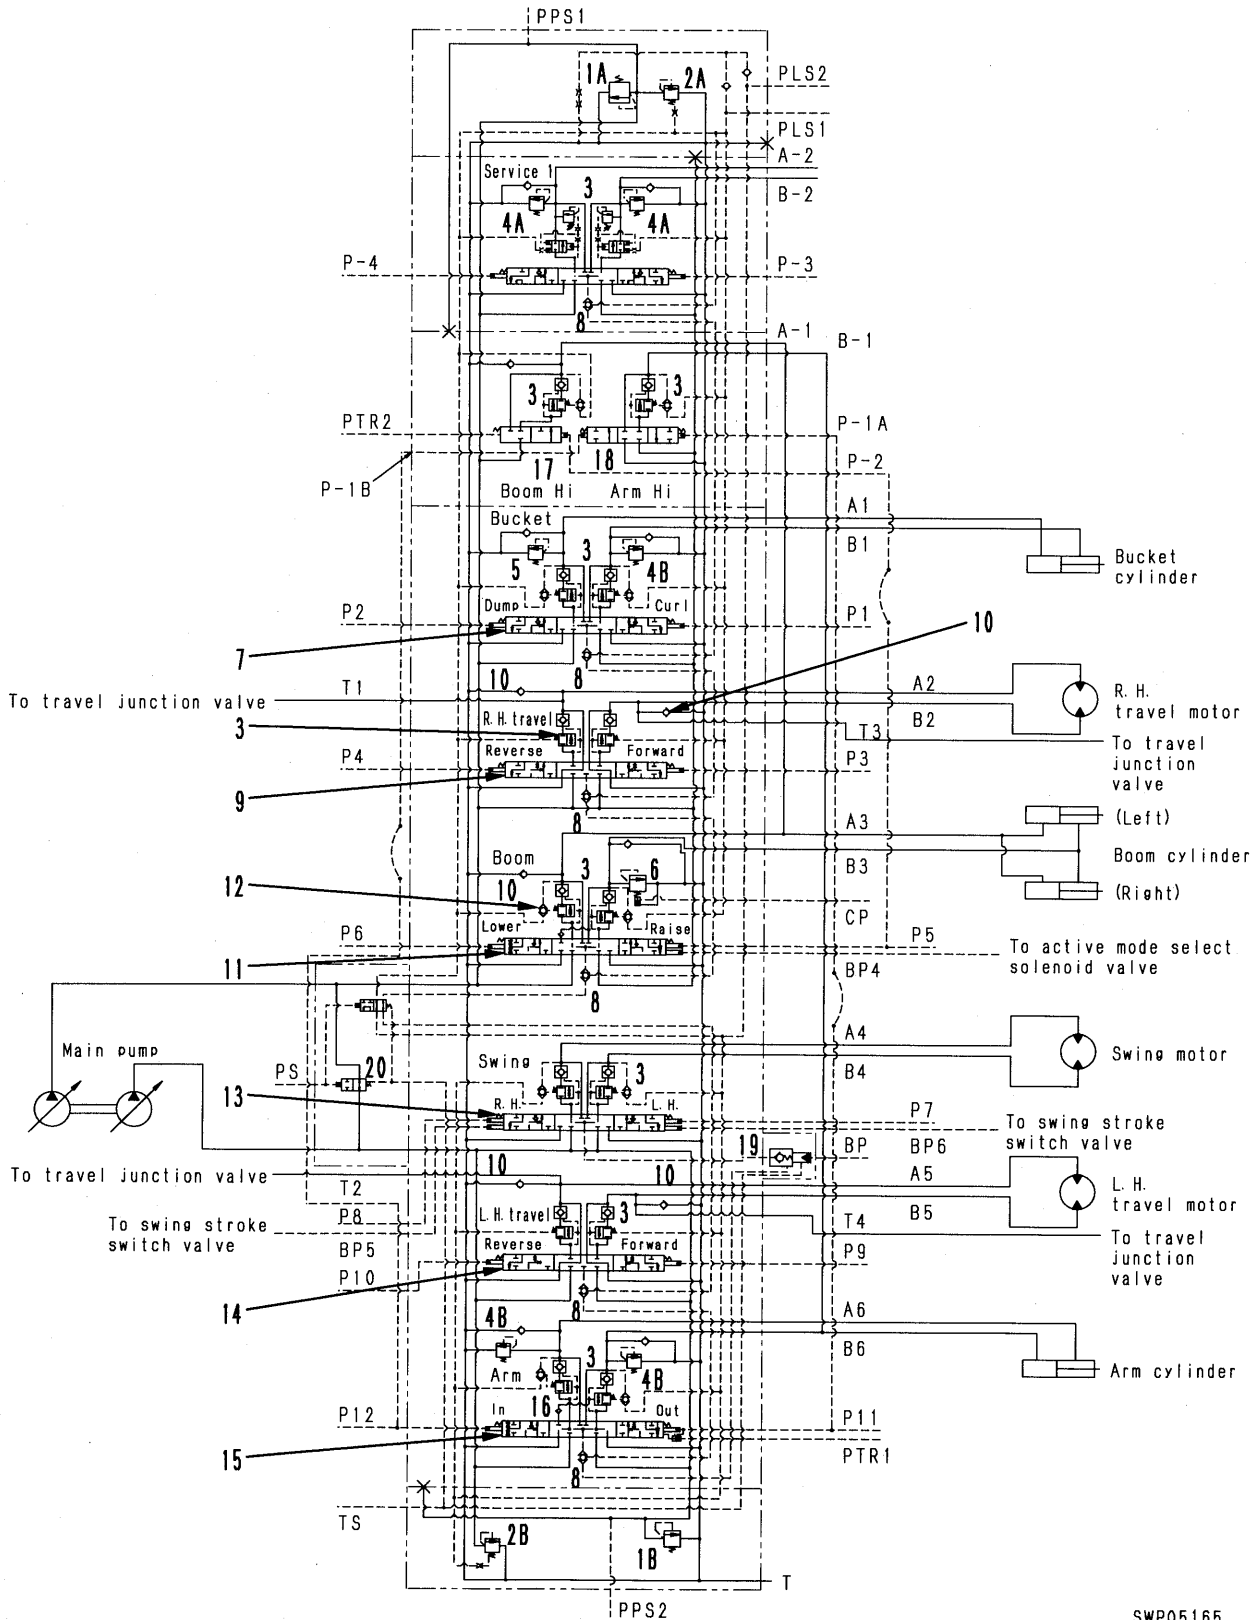 PPS1
1A
2A
PLS2
PLS1
A-2
Service 1
3
B-2
4A
4A
P-4
P-3
8
A-1
B-1
3
3
PTR2
P-1A
17
18
P-2
P-1B
Boom Hi
Arm Hi
A1
Bucket
3
B1
Bucket
cylinder
5
4B
Dump
Curl
P2
P1
10
7
8
10
To travel junction valve
T1
A2
R. H.
travel motor
3
R. H. travel
B2
T3
To travel
junction
valve
Reverse
Forward
P4
P3
9
8
(Left)
A3
Boom
3
6
B3
Boom cylinder
12
10
(Right)
CP
Lower
Raise
P6
P5
To active mode select
solenoid valve
11
BP4
8
A4
Main pump
Swing
3
Swing motor
PS
20
B4
13
R. H.
L. H.
P7
To swing stroke
switch valve
19
BP
BP6
To travel junction valve
10
10
A5
L. H.
travel motor
T2
P8
L. H. travel
3
B5
To swing stroke
switch valve
T4
To travel
junction
valve
BP5
Reverse
Forward
P9
P10
14
8
A6
4B
3
B6
Arm
4B
Arm cylinder
16
In
Out
P12
P11
15
8
PTR1
TS
2B
1B
T
PPS2
SWP05165